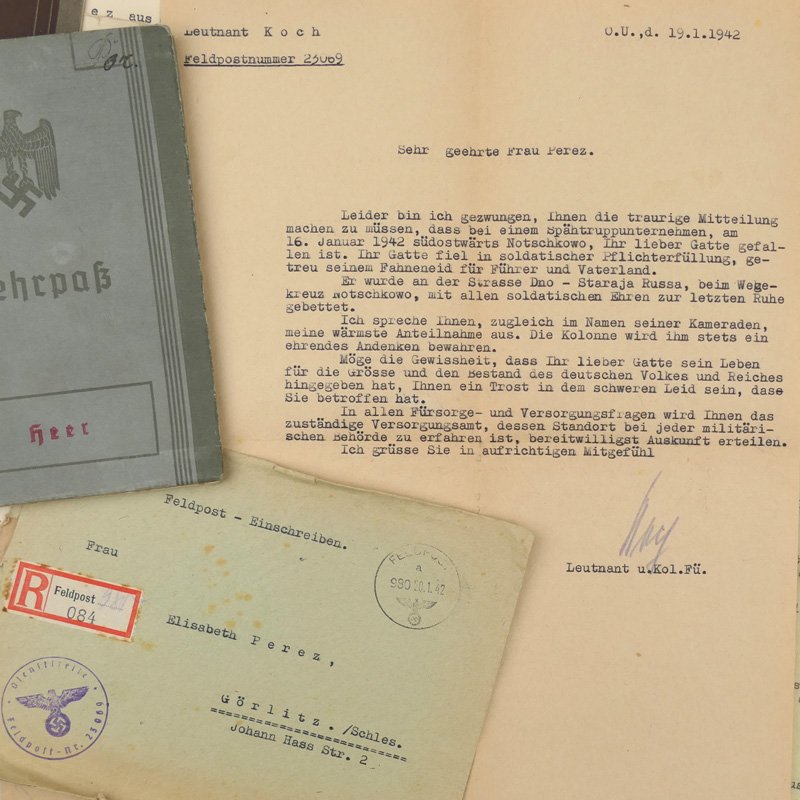 e z aus
Leutnant K o c h
O.U.,d. 19.1.1942
Feldpostnummer 23069
Sehr geehrte Frau Perez.
Leider bin ich gezwungen, Ihnen die traurige Mitteilung
machen zu müssen, dass bei einem Spähtruppunternehmen, am
16. Januar 1942 südostwärts Notschkowo, Ihr lieber Gatte gefal-
len ist. Ihr Gatte fiel in soldatischer Pflichterfüllung, ge-
treu seinem Fahneneid für Führer und Vaterland.
Er wurde an der Strasse Dno - Staraja Russa, beim Wege-
kreuz Notschkowo, mit allen soldatischen Ehren zur letzten Ruhe
gebettet.
Ich spreche Ihnen, zugleich im Namen seiner Kameraden,
meine wärmste Anteilnahme aus. Die Kolonne wird ihm stets ein
ehrendes Andenken bewahren.
Möge die Gewissheit, dass Ihr lieber Gatte sein Leben
für die Grösse und den Bestand des deutschen Volkes und Reiches
hingegeben hat, Ihnen ein Trost in dem schweren Leid sein, dass
Sie betroffen hat.
In allen Fürsorge- und Versorgungsfragen wird Ihnen das
zuständige Versorgungsamt, dessen Standort bei jeder militäri-
schen Behörde zu erfahren ist, bereitwilligst Auskunft erteilen.
Ich grüsse Sie in aufrichtigen Mitgefühl
Leutnant u.Kol.Fü.
ehrpaß
Heer
Feldpost - Einschreiben.
Frau
R Feldpost
084
FELDPOST
a
980 20.1.42
Elisabeth P e r e z ,
G ö r l i t z . /Schles.
Johann Hass Str. 2
Dienststelle
Feldpost-Nr. 23069